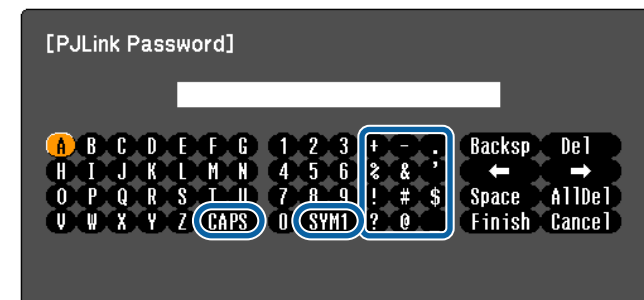 [PJLink Password]
A B C D E F G 1 2 3 + - . Backsp Del
H I J K L M N 4 5 6 % & ' ← →
O P Q R S T U 7 8 9 ! # $ Space AllDel
V W X Y Z CAPS 0 SYM1 ? @ Finish Cancel